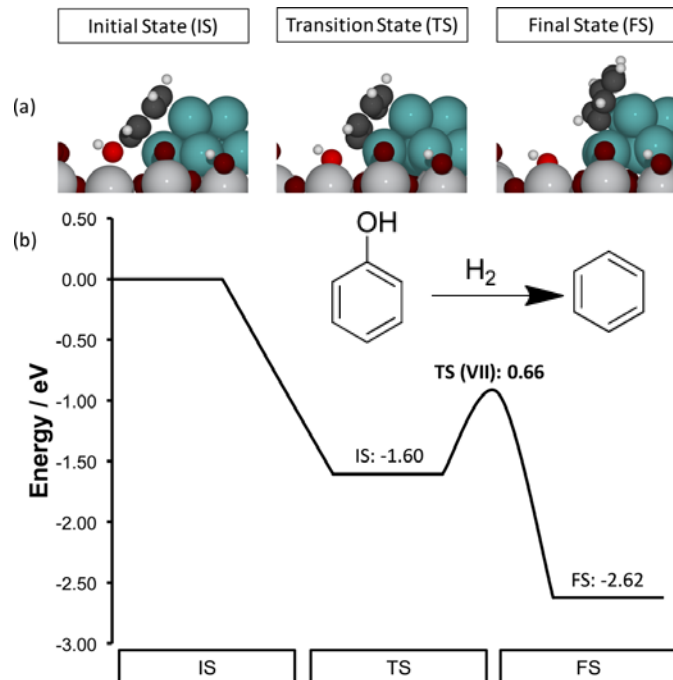 Initial State (IS)
Transition State (TS)
Final State (FS)
(a)
(b)
0.50
0.00
-0.50
-1.00
-1.50
-2.00
-2.50
-3.00
Energy / eV
OH
H₂
TS (VII): 0.66
IS: -1.60
FS: -2.62
IS
TS
FS